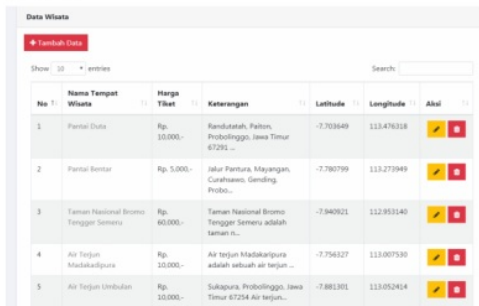 Data Wisata
+ Tambah Data
Show 10 entries
Search:
No
Nama Tempat Wisata
Harga Tiket
Keterangan
Latitude
Longitude
Aksi
1
Pantai Duta
Rp. 10.000,-
Randutatah, Paiton,
Probolinggo, Jawa Timur
67291 ...
-7.703649
113.476318
2
Pantai Bentar
Rp. 5.000,-
Jalur Pantura, Mayangan,
Curahsawo, Gending,
Probo...
-7.780799
113.273949
3
Taman Nasional Bromo
Tengger Semeru
Rp.
60.000,-
Taman Nasional Bromo
Tengger Semeru adalah
taman n...
-7.940921
112.953140
4
Air Terjun
Madakadipura
Rp.
10.000,-
Air terjun Madakaripura
adalah sebuah air terjun ...
-7.756327
113.007530
5
Air Terjun Umbulan
Rp.
10.000,-
Sukapura, Probolinggo, Jawa
Timur 67254 Air terjun...
-7.881301
113.052414